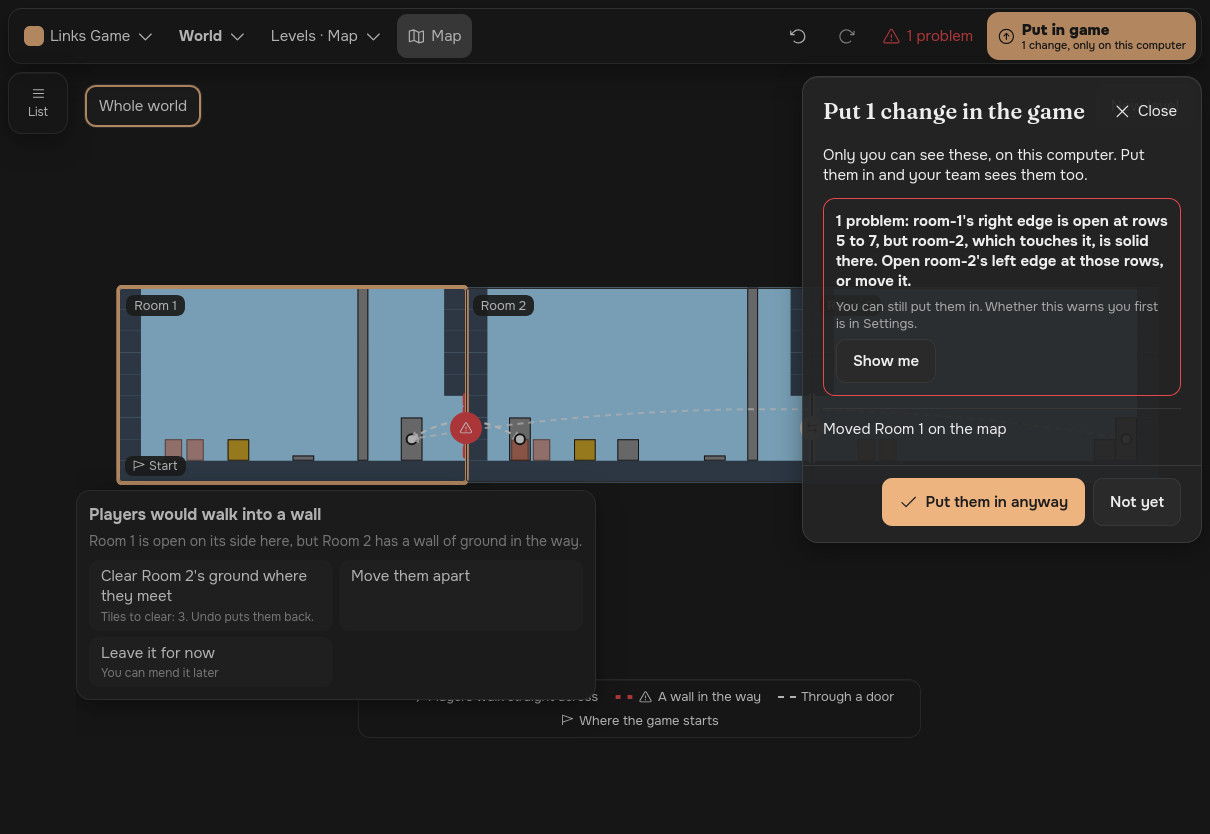 Links Game
World
Levels · Map
Map
1 problem
Put in game
1 change, only on this computer
List
Whole world
Put 1 change in the game
Close
Only you can see these, on this computer. Put
them in and your team sees them too.
1 problem: room-1's right edge is open at rows
5 to 7, but room-2, which touches it, is solid
there. Open room-2's left edge at those rows,
or move it.
You can still put them in. Whether this warns you first
is in Settings.
Show me
Moved Room 1 on the map
Put them in anyway
Not yet
Room 1
Room 2
Start
Players would walk into a wall
Room 1 is open on its side here, but Room 2 has a wall of ground in the way.
Clear Room 2's ground where
they meet
Tiles to clear: 3. Undo puts them back.
Move them apart
Leave it for now
You can mend it later
Players walk straight across
A wall in the way
Through a door
Where the game starts